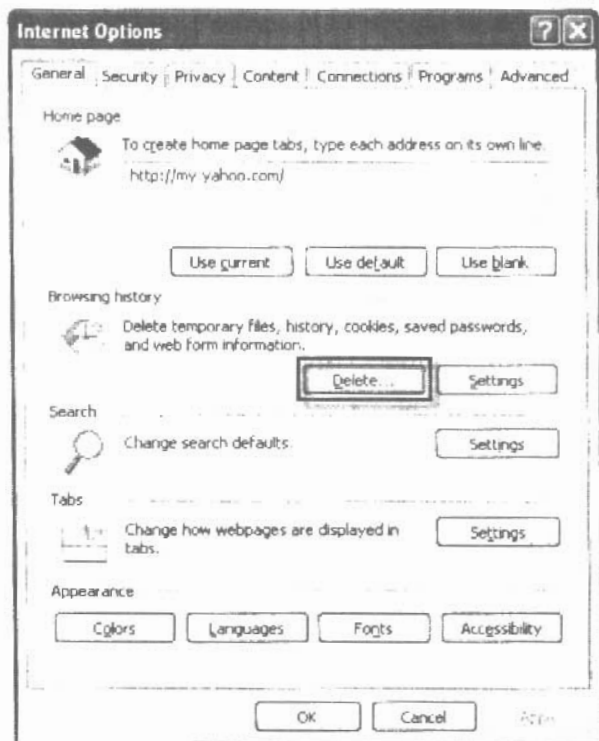 Internet Options
General Security Privacy Content Connections Programs Advanced
Home page
To create home page tabs, type each address on its own line.
http://my.yahoo.com/
Use current Use default Use blank
Browsing history
Delete temporary files, history, cookies, saved passwords,
and web form information.
Delete... Settings
Search
Change search defaults. Settings
Tabs
Change how webpages are displayed in
tabs.
Settings
Appearance
Colors Languages Fonts Accessibility
OK Cancel Apply